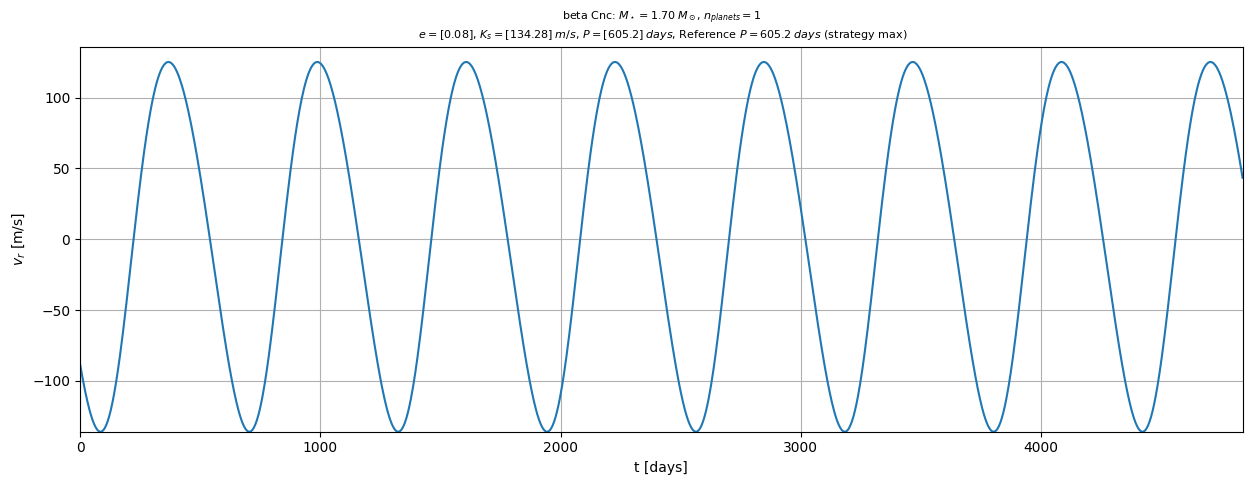 beta Cnc: $M_\star = 1.70\ M_\odot$, $n_{planets} = 1$
$e = [0.08]$, $K_s = [134.28]\ m/s$, $P = [605.2]\ days$, Reference $P = 605.2\ days$ (strategy max)
100
50
0
−50
−100
$v_r$ [m/s]
0 1000 2000 3000 4000
t [days]